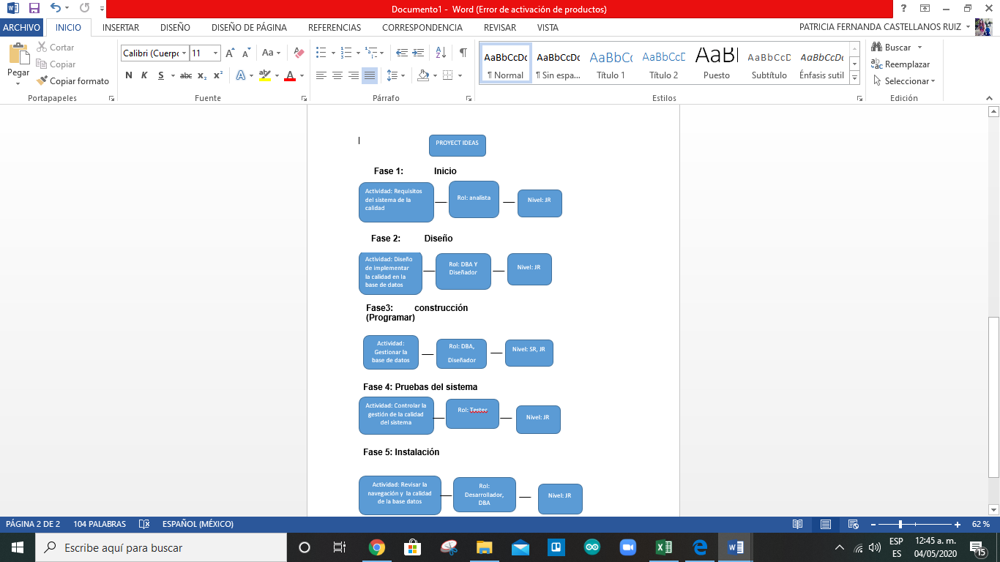 Documento1 - Word (Error de activación de productos)
ARCHIVO INICIO INSERTAR DISEÑO DISEÑO DE PÁGINA REFERENCIAS CORRESPONDENCIA REVISAR VISTA PATRICIA FERNANDA CASTELLANOS RUIZ
Pegar
Cortar
Copiar
Copiar formato
Portapapeles
Calibri (Cuerpo 11
Aa
N K S abc x₂ x² A A
Fuente
Párrafo
AaBbCcDc AaBbCcDc AaBbCc AaBbCcD AaBl AaBbCcD AaBbCcDc
¶ Normal ¶ Sin espa... Título 1 Título 2 Puesto Subtítulo Énfasis sutil
Estilos
Buscar
Reemplazar
Seleccionar
Edición
PROYECT IDEAS
Fase 1: Inicio
Actividad: Requisitos
del sistema de la
calidad
Rol: analista
Nivel: JR
Fase 2: Diseño
Actividad: Diseño
de implementar
la calidad en la
base de datos
Rol: DBA Y
Diseñador
Nivel: JR
Fase3: construcción
(Programar)
Actividad:
Gestionar la
base de datos
Rol: DBA,
Diseñador
Nivel: SR, JR
Fase 4: Pruebas del sistema
Actividad: Controlar la
gestión de la calidad
del sistema
Rol: Tester
Nivel: JR
Fase 5: Instalación
Actividad: Revisar la
navegación y la calidad
de la base datos
Rol:
Desarrollador,
DBA
Nivel: JR
PÁGINA 2 DE 2 104 PALABRAS ESPAÑOL (MÉXICO) 62 %
Escribe aquí para buscar
ESP
ES
12:45 a. m.
04/05/2020
15